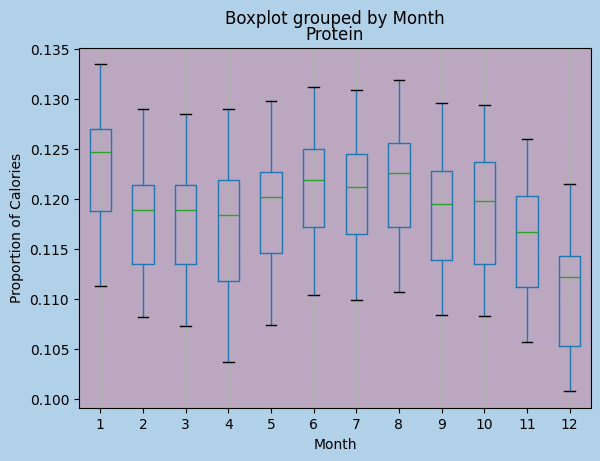 Boxplot grouped by Month
Protein
Proportion of Calories
0.135
0.130
0.125
0.120
0.115
0.110
0.105
0.100
1 2 3 4 5 6 7 8 9 10 11 12
Month